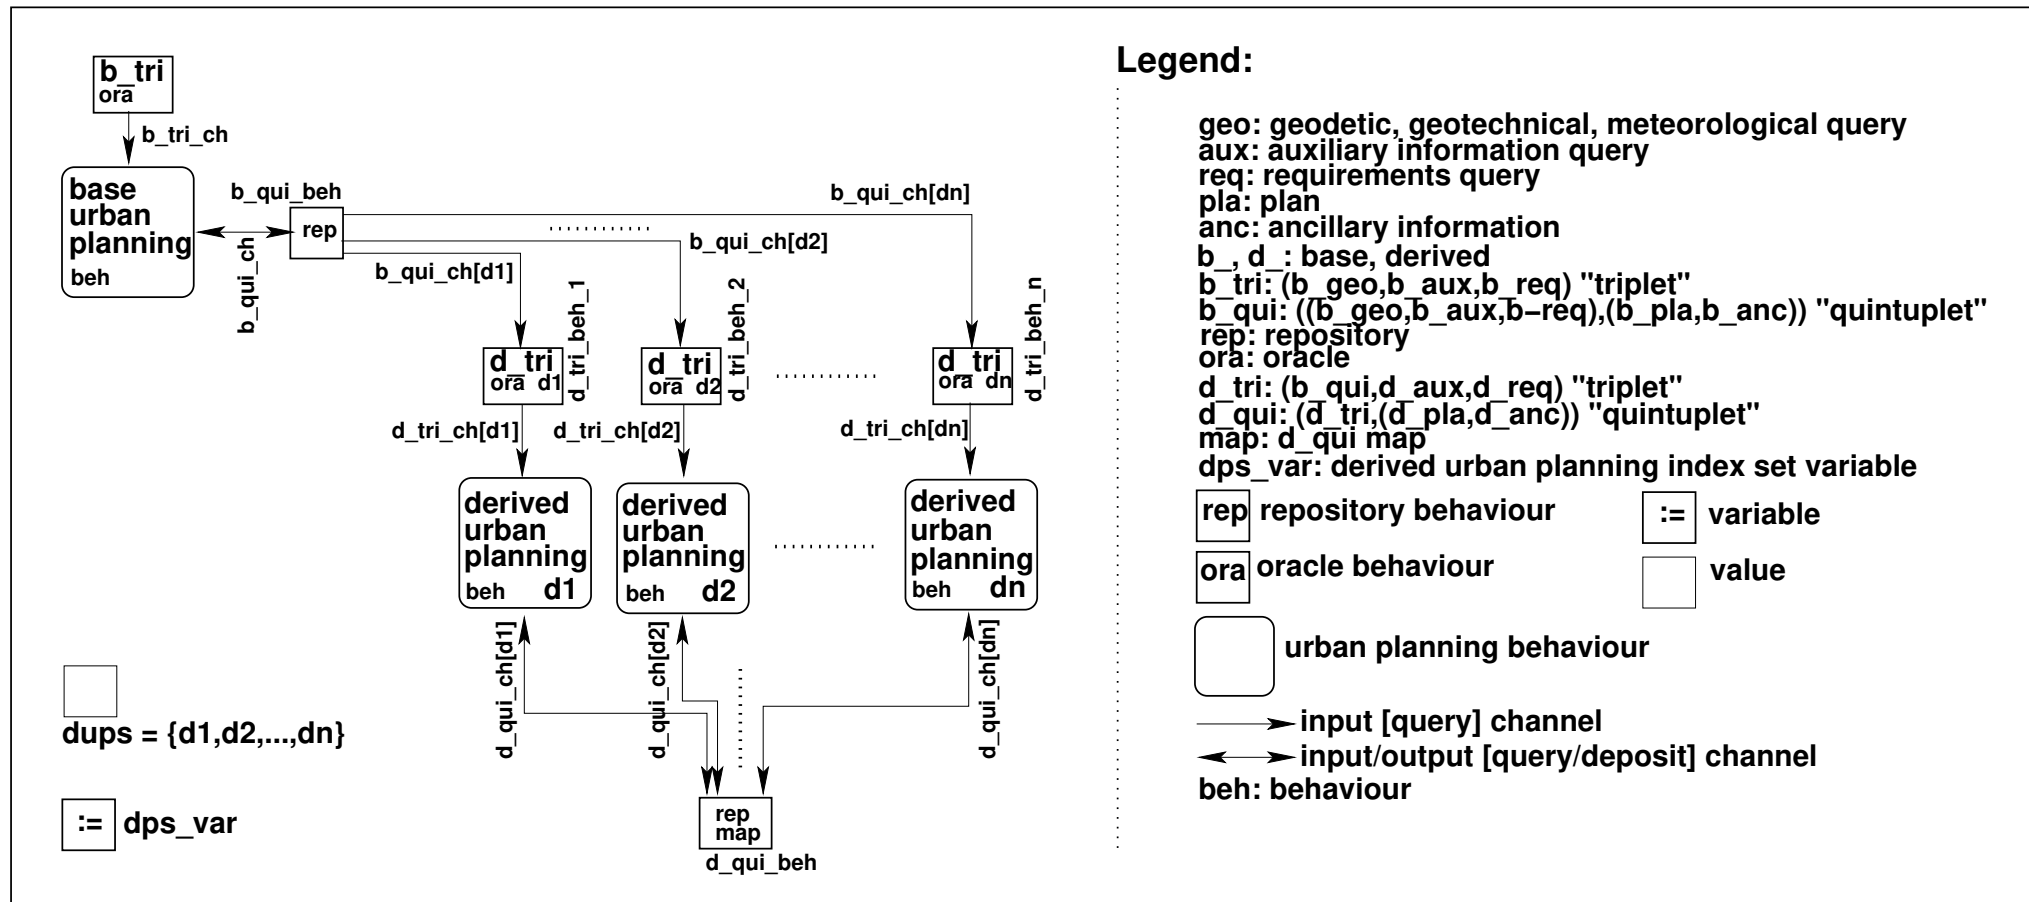 b_tri
ora
b_tri_ch
base
urban
planning
beh
b_qui_beh
rep
b_qui_ch
b_qui_ch[dn]
b_qui_ch[d2]
b_qui_ch[d1]
d_tri
ora d1
d_tri_beh_1
d_tri
ora d2
d_tri_beh_2
d_tri
ora dn
d_tri_beh_n
d_tri_ch[d1]
d_tri_ch[d2]
d_tri_ch[dn]
derived
urban
planning
beh d1
derived
urban
planning
beh d2
derived
urban
planning
beh dn
d_qui_ch[d1]
d_qui_ch[d2]
d_qui_ch[dn]
dups = {d1,d2,...,dn}
:= dps_var
rep
map
d_qui_beh
Legend:
geo: geodetic, geotechnical, meteorological query
aux: auxiliary information query
req: requirements query
pla: plan
anc: ancillary information
b_, d_: base, derived
b_tri: (b_geo,b_aux,b_req) "triplet"
b_qui: ((b_geo,b_aux,b−req),(b_pla,b_anc)) "quintuplet"
rep: repository
ora: oracle
d_tri: (b_qui,d_aux,d_req) "triplet"
d_qui: (d_tri,(d_pla,d_anc)) "quintuplet"
map: d_qui map
dps_var: derived urban planning index set variable
rep repository behaviour
:= variable
ora oracle behaviour
value
urban planning behaviour
input [query] channel
input/output [query/deposit] channel
beh: behaviour